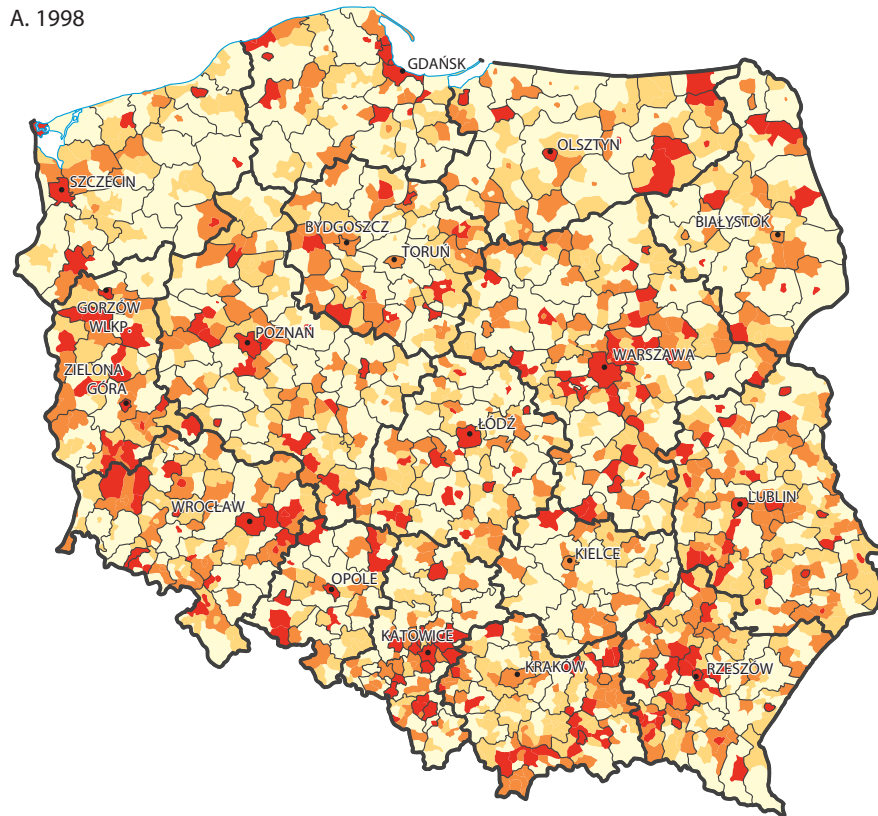 A. 1998
GDAŃSK
OLSZTYN
SZCZECIN
BIAŁYSTOK
BYDGOSZCZ
TORUŃ
GORZÓW
WLKP.
POZNAŃ
WARSZAWA
ZIELONA
GÓRA
ŁÓDŹ
LUBLIN
WROCŁAW
KIELCE
OPOLE
KATOWICE
KRAKÓW
RZESZÓW